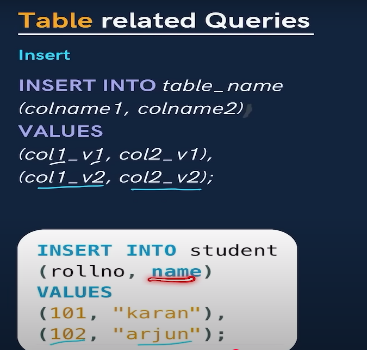 Table related Queries
Insert
INSERT INTO table_name
(colname1, colname2)
VALUES
(col1_v1, col2_v1),
(col1_v2, col2_v2);
INSERT INTO student
(rollno, name)
VALUES
(101, "karan"),
(102, "arjun");